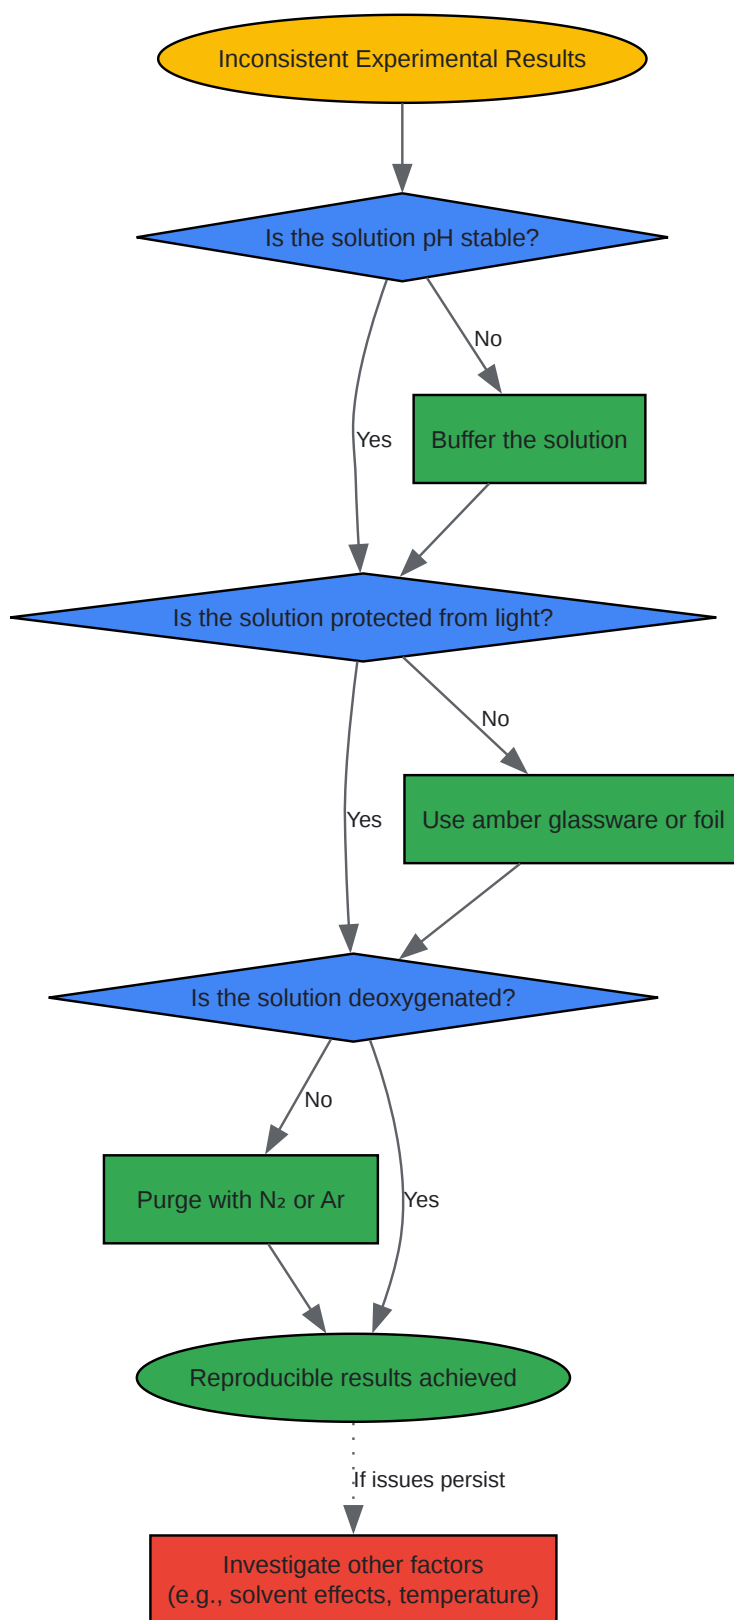 Inconsistent Experimental Results
Is the solution pH stable?
No
Yes
Buffer the solution
Is the solution protected from light?
No
Yes
Use amber glassware or foil
Is the solution deoxygenated?
No
Purge with N₂ or Ar
Yes
Reproducible results achieved
If issues persist
Investigate other factors
(e.g., solvent effects, temperature)